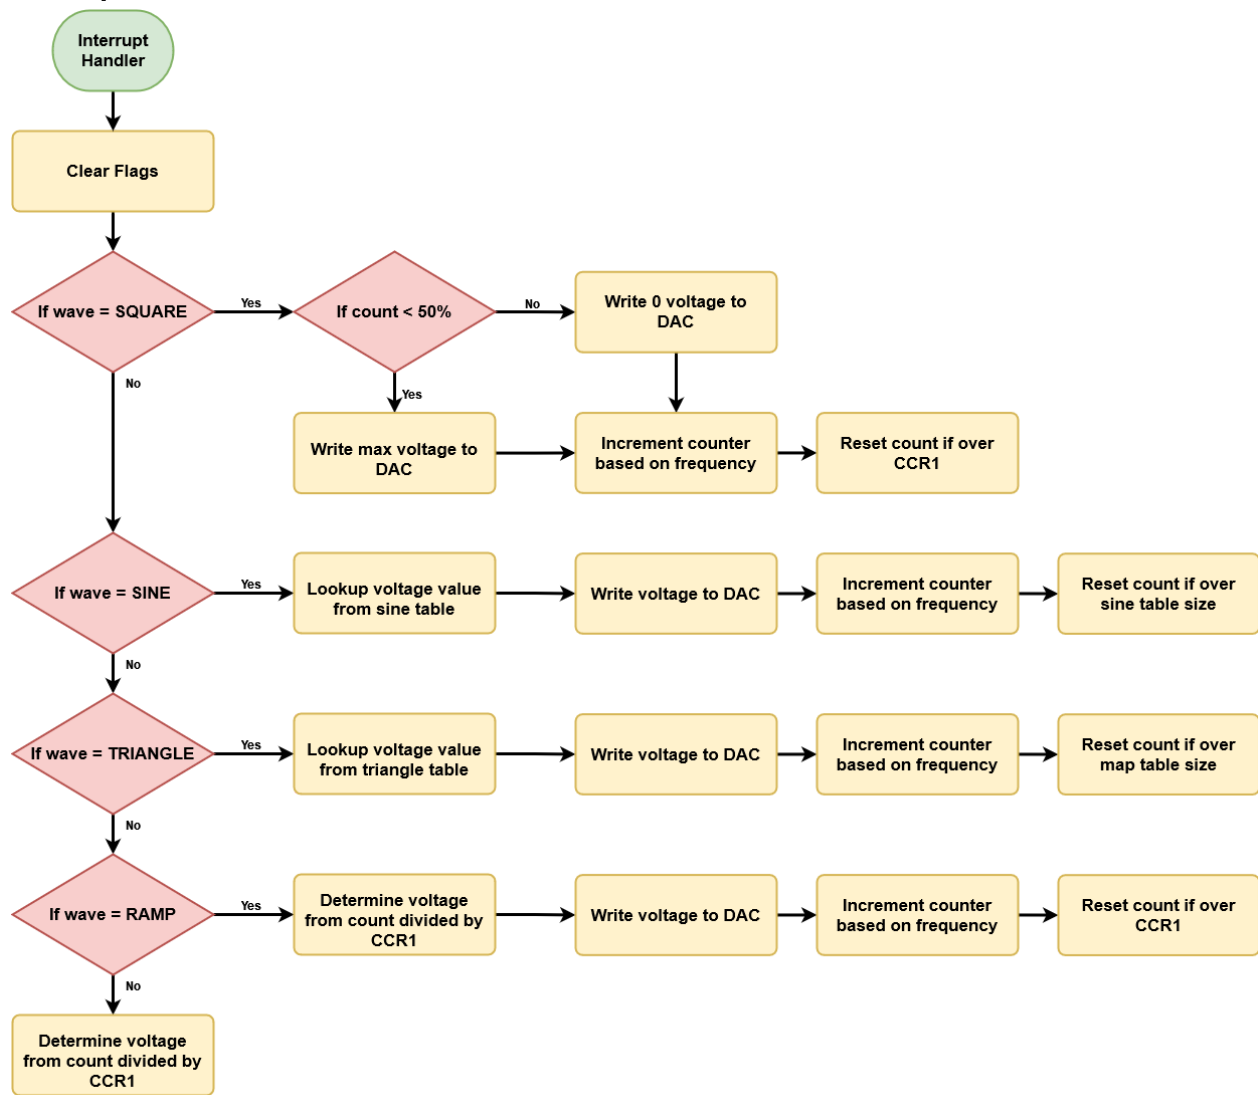 Interrupt
Handler
Clear Flags
If wave = SQUARE
Yes
If count < 50%
No
Write 0 voltage to
DAC
No
Yes
Write max voltage to
DAC
Increment counter
based on frequency
Reset count if over
CCR1
If wave = SINE
Yes
Lookup voltage value
from sine table
Write voltage to DAC
Increment counter
based on frequency
Reset count if over
sine table size
No
If wave = TRIANGLE
Yes
Lookup voltage value
from triangle table
Write voltage to DAC
Increment counter
based on frequency
Reset count if over
map table size
No
If wave = RAMP
Yes
Determine voltage
from count divided by
CCR1
Write voltage to DAC
Increment counter
based on frequency
Reset count if over
CCR1
No
Determine voltage
from count divided by
CCR1